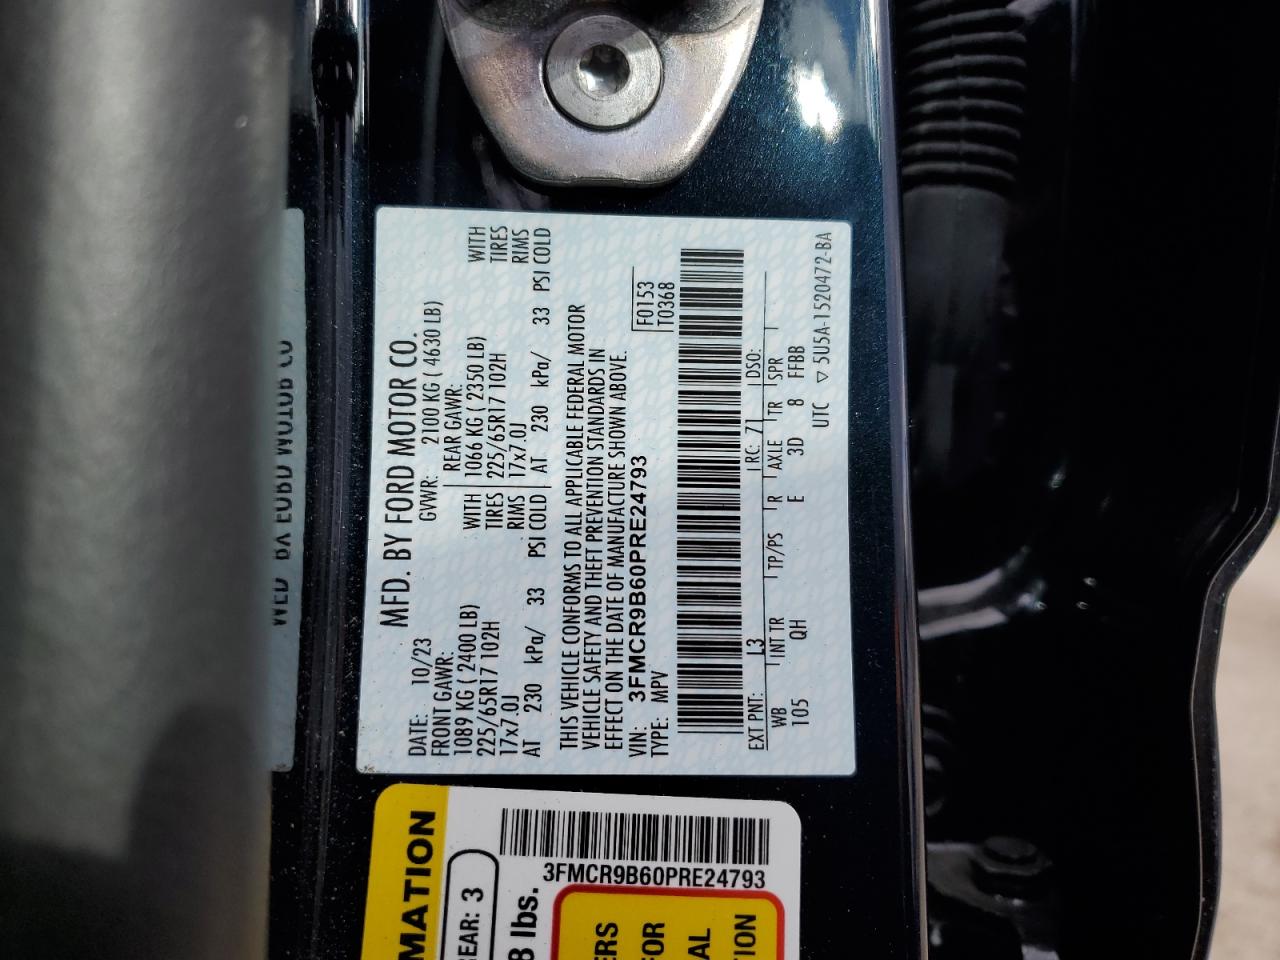 MFD. BY FORD MOTOR CO.
DATE: 10/23 GVWR: 2100 KG ( 4630 LB)
FRONT GAWR: REAR GAWR:
1089 KG ( 2400 LB) WITH 1066 KG ( 2350 LB) WITH
225/65R17 102H TIRES 225/65R17 102H TIRES
17x7.0J RIMS 17x7.0J RIMS
AT 230 kPa/ 33 PSI COLD AT 230 kPa/ 33 PSI COLD
THIS VEHICLE CONFORMS TO ALL APPLICABLE FEDERAL MOTOR
VEHICLE SAFETY AND THEFT PREVENTION STANDARDS IN
EFFECT ON THE DATE OF MANUFACTURE SHOWN ABOVE.
VIN: 3FMCR9B60PRE24793 F0153
TYPE: MPV T0368
EXT PNT: L3 RC: 71 DSO:
WB INT TR TP/PS R AXLE TR SPR
105 QH E 3D 8 FFBB
UTC ▽ 5U5A-1520472-BA
3FMCR9B60PRE24793
MATION
EAR: 3
lbs.
ERS
FOR
AL
TION